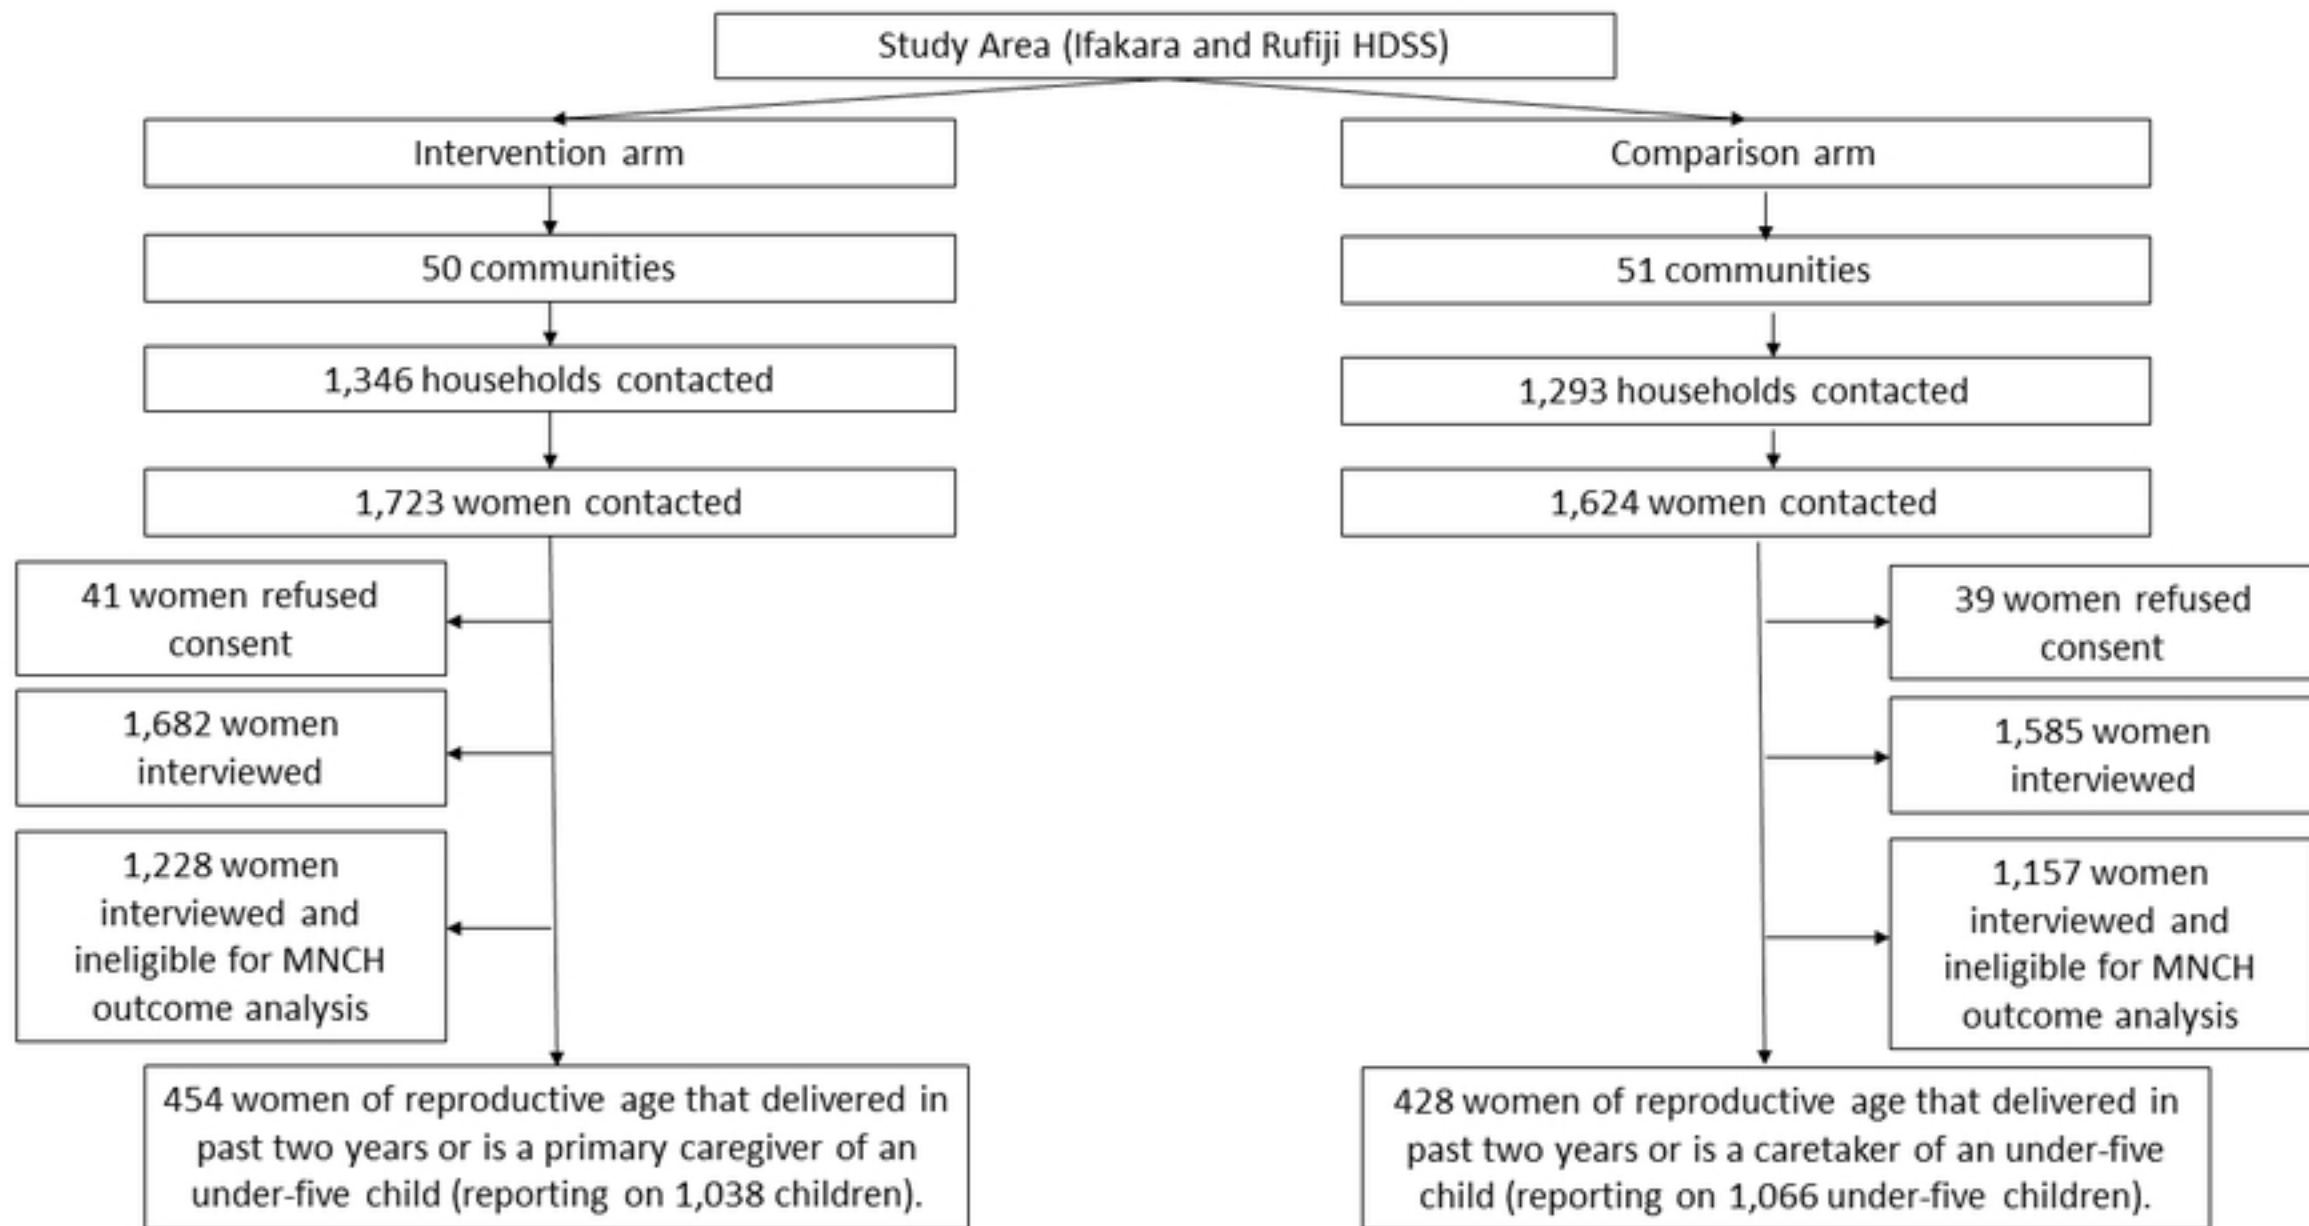 Study Area (Ifakara and Rufiji HDSS)
Intervention arm
50 communities
1,346 households contacted
1,723 women contacted
41 women refused
consent
1,682 women
interviewed
1,228 women
interviewed and
ineligible for MNCH
outcome analysis
454 women of reproductive age that delivered in
past two years or is a primary caregiver of an
under-five child (reporting on 1,038 children).
Comparison arm
51 communities
1,293 households contacted
1,624 women contacted
39 women refused
consent
1,585 women
interviewed
1,157 women
interviewed and
ineligible for MNCH
outcome analysis
428 women of reproductive age that delivered in
past two years or is a caretaker of an under-five
child (reporting on 1,066 under-five children).